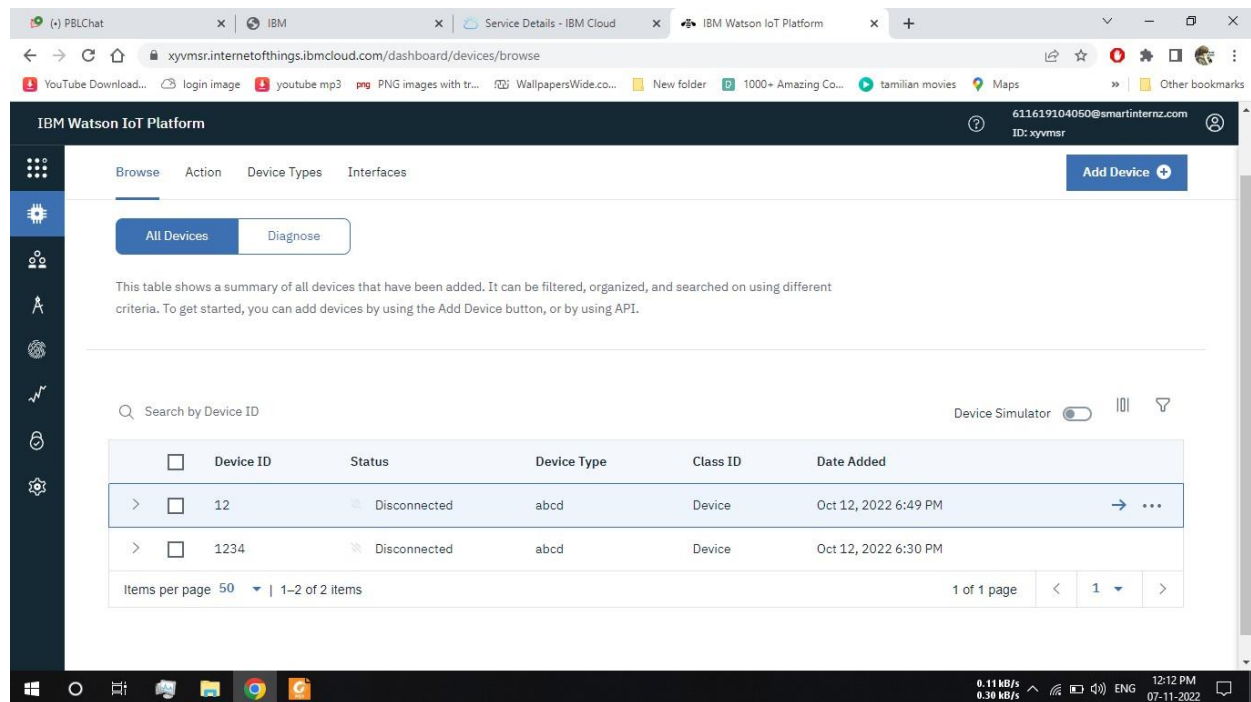 (•) PBLChat
IBM
Service Details - IBM Cloud
IBM Watson IoT Platform
xyvmsr.internetofthings.ibmcloud.com/dashboard/devices/browse
YouTube Download...
login image
youtube mp3
png PNG images with tr...
WallpapersWide.co...
New folder
1000+ Amazing Co...
tamilian movies
Maps
»
Other bookmarks
IBM Watson IoT Platform
611619104050@smartinternz.com
ID: xyvmsr
Browse Action Device Types Interfaces
Add Device
All Devices Diagnose
This table shows a summary of all devices that have been added. It can be filtered, organized, and searched on using different
criteria. To get started, you can add devices by using the Add Device button, or by using API.
Search by Device ID
Device Simulator
Device ID Status Device Type Class ID Date Added
12 Disconnected abcd Device Oct 12, 2022 6:49 PM
1234 Disconnected abcd Device Oct 12, 2022 6:30 PM
Items per page 50 | 1–2 of 2 items
1 of 1 page
1
0.11 kB/s
0.30 kB/s
ENG
12:12 PM
07-11-2022